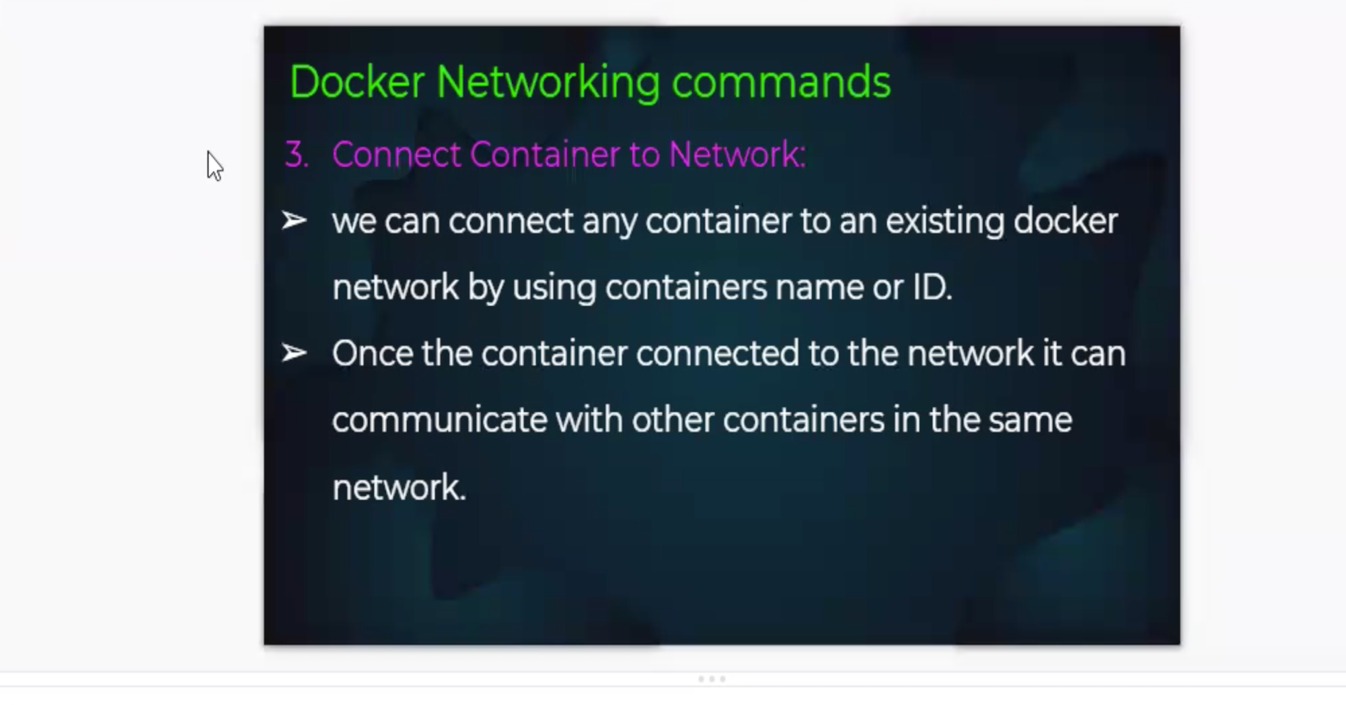 Docker Networking commands
3. Connect Container to Network:
➢ we can connect any container to an existing docker
network by using containers name or ID.
➢ Once the container connected to the network it can
communicate with other containers in the same
network.